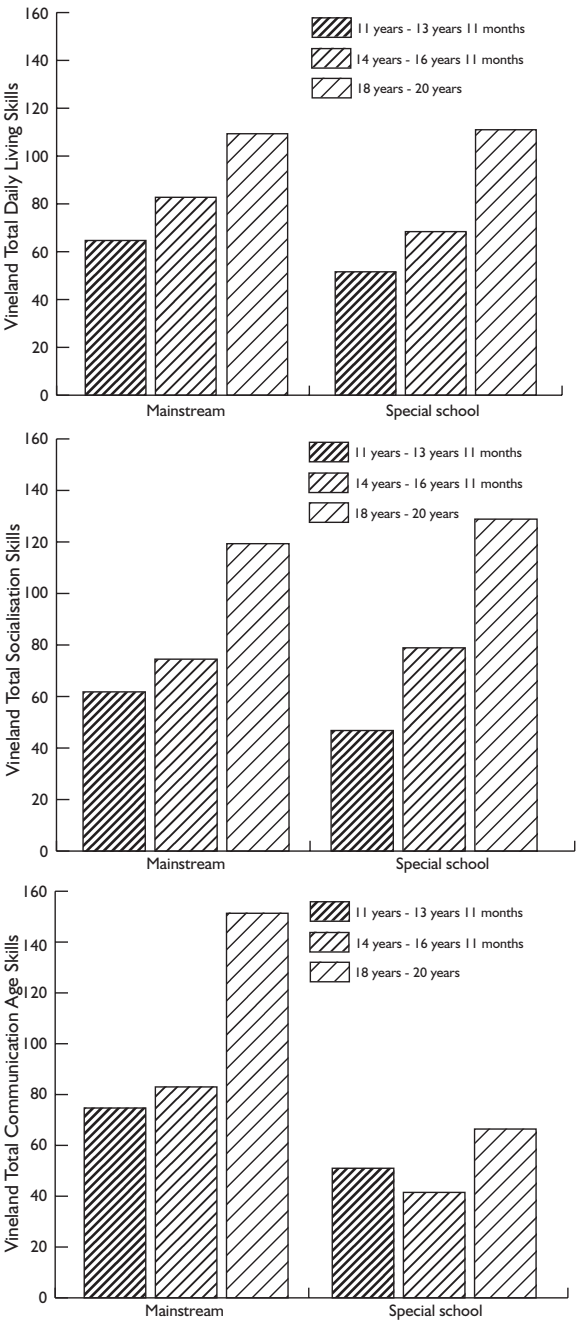 Vineland Total Daily Living Skills
160
140
120
100
80
60
40
20
0
11 years - 13 years 11 months
14 years - 16 years 11 months
18 years - 20 years
Mainstream
Special school
Vineland Total Socialisation Skills
160
140
120
100
80
60
40
20
0
11 years - 13 years 11 months
14 years - 16 years 11 months
18 years - 20 years
Mainstream
Special school
Vineland Total Communication Age Skills
160
140
120
100
80
60
40
20
0
11 years - 13 years 11 months
14 years - 16 years 11 months
18 years - 20 years
Mainstream
Special school